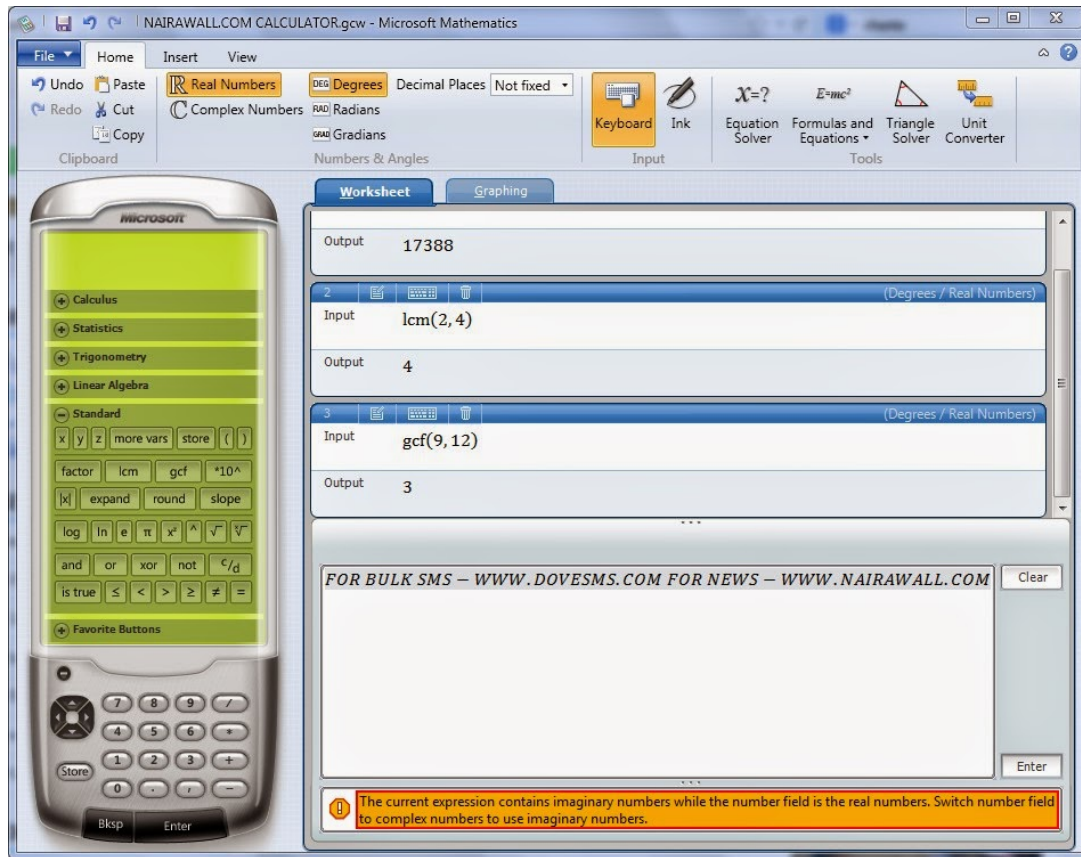 NAIRAWALL.COM CALCULATOR.gcw - Microsoft Mathematics
File Home Insert View
Undo Paste Real Numbers DEG Degrees Decimal Places Not fixed
Redo Cut Complex Numbers RAD Radians
Copy GRAD Gradians
Keyboard Ink
X=? E=mc²
Equation Solver Formulas and Equations Triangle Solver Unit Converter
Clipboard Numbers & Angles Input Tools
Worksheet Graphing
Microsoft
Calculus
Statistics
Trigonometry
Linear Algebra
Standard
x y z more vars store ( )
factor lcm gcf *10^
|x| expand round slope
log ln e π x² ^ √
and or xor not c/d
is true ≤ < > ≥ ≠ =
Favorite Buttons
7 8 9 /
4 5 6 *
Store 1 2 3 +
0 . , −
Bksp Enter
Output 17388
2 (Degrees / Real Numbers)
Input lcm(2, 4)
Output 4
3 (Degrees / Real Numbers)
Input gcf(9, 12)
Output 3
FOR BULK SMS − WWW.DOVESMS.COM FOR NEWS − WWW.NAIRAWALL.COM
Clear
Enter
The current expression contains imaginary numbers while the number field is the real numbers. Switch number field
to complex numbers to use imaginary numbers.